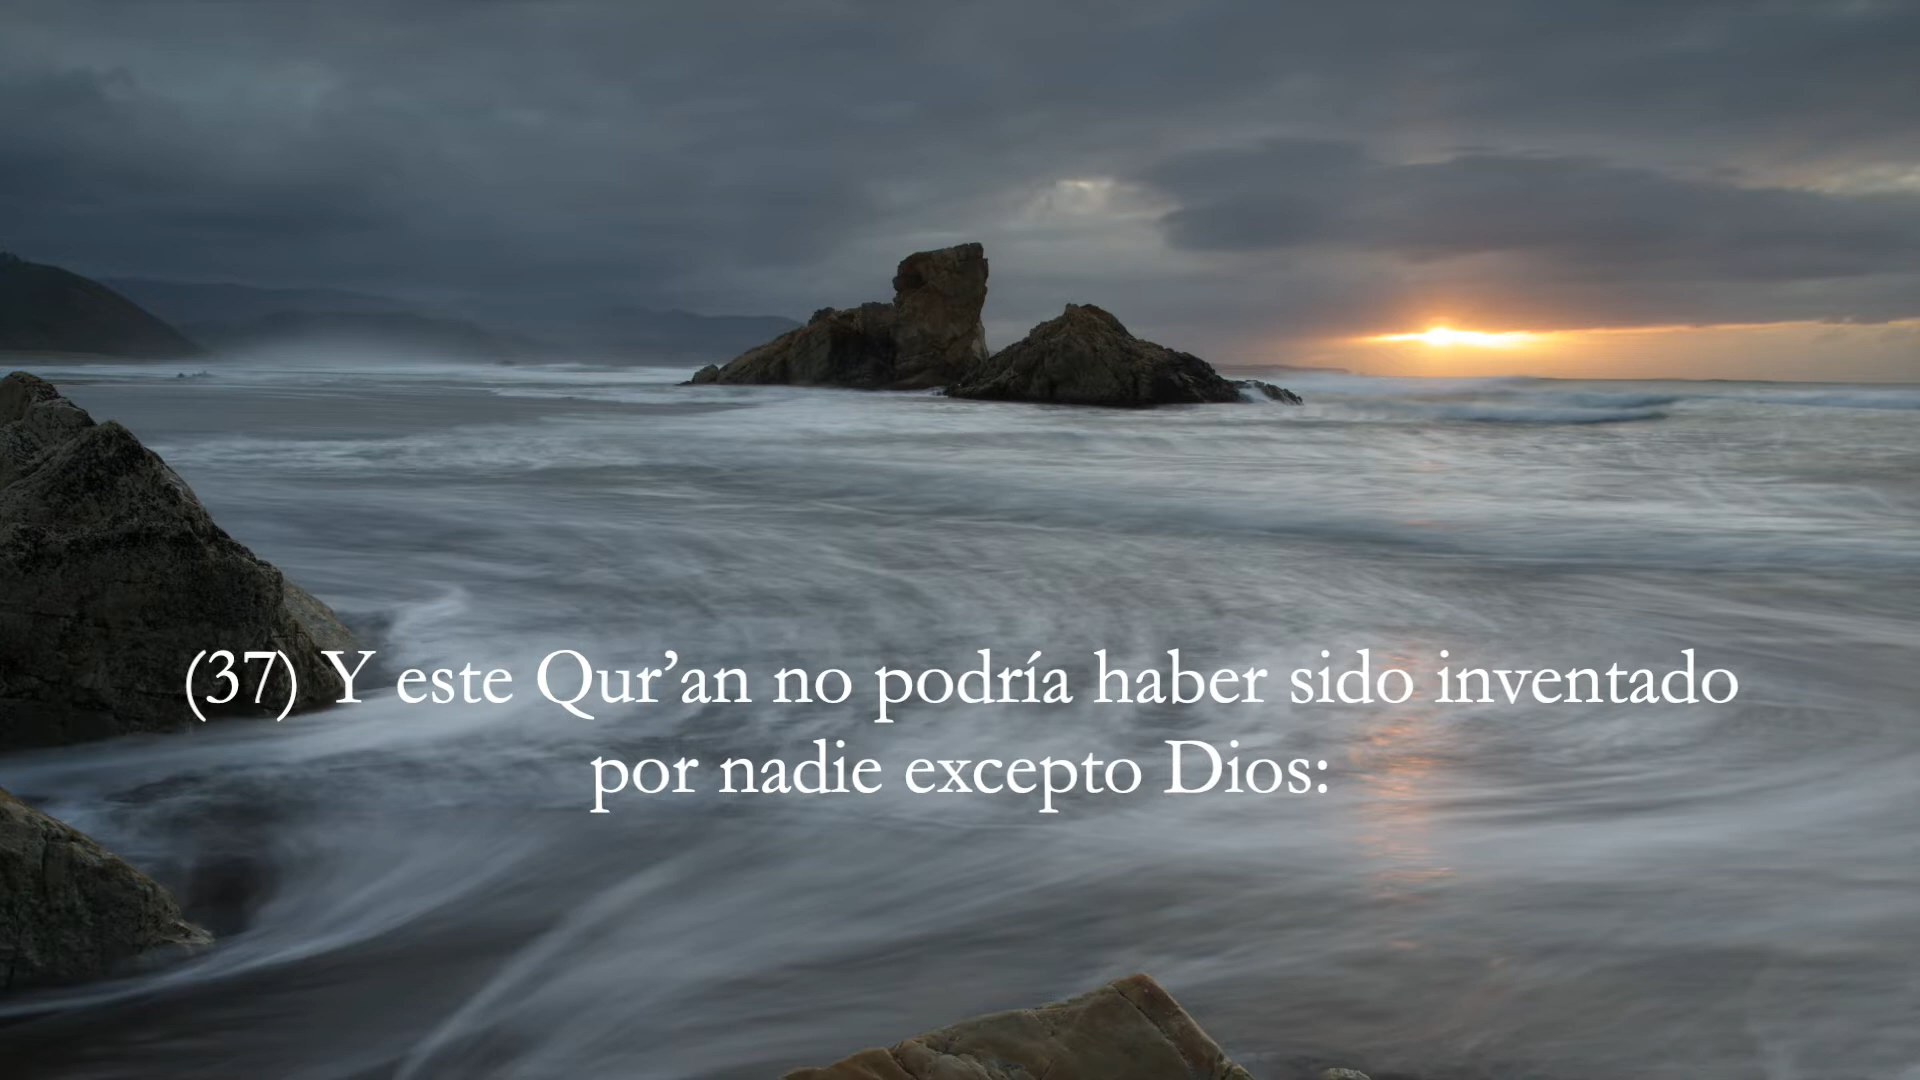 (37) Y este Qur’an no podría haber sido inventado
por nadie excepto Dios: